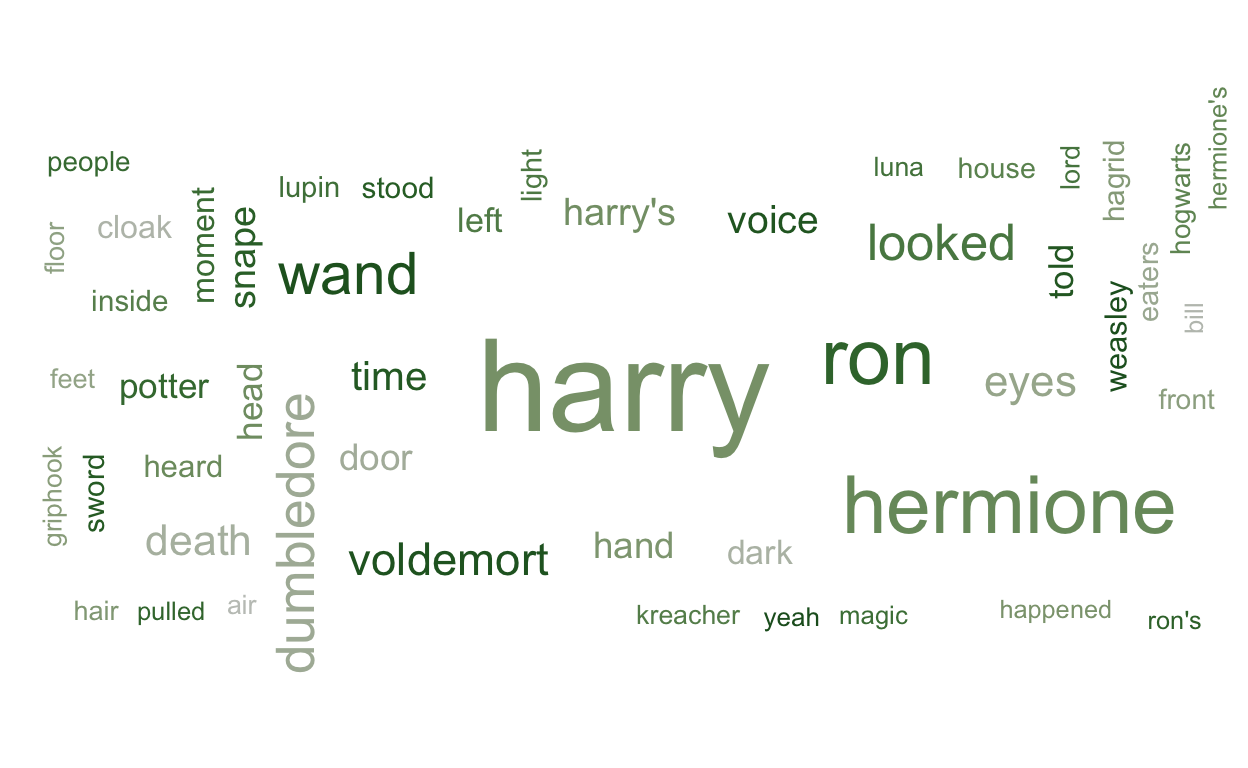 people
cloak
floor
inside
moment
snape
lupin
stood
wand
left
light
harry's
voice
luna
house
looked
lord
told
hagrid
eaters
weasley
hogwarts
hermione's
bill
feet
potter
head
time
harry
ron
eyes
front
griphook
sword
heard
death
dumbledore
door
voldemort
hand
dark
hermione
hair
pulled
air
kreacher
yeah
magic
happened
ron's